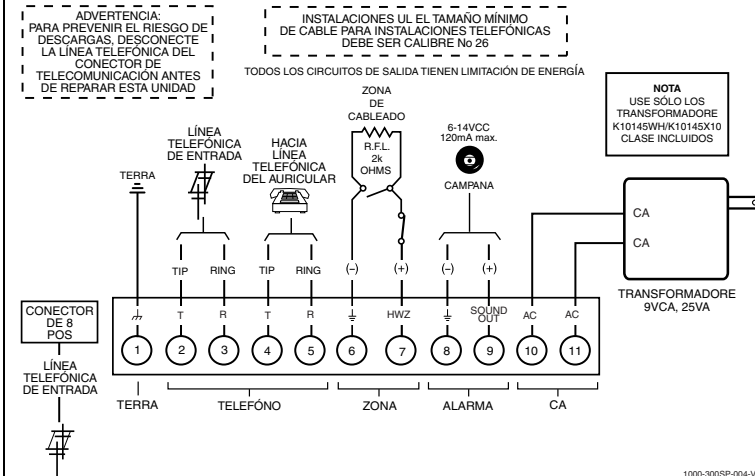 ADVERTENCIA:
PARA PREVENIR EL RIESGO DE
DESCARGAS, DESCONECTE
LA LÍNEA TELEFÓNICA DEL
CONECTOR DE
TELECOMUNICACIÓN ANTES
DE REPARAR ESTA UNIDAD
INSTALACIONES UL EL TAMAÑO MÍNIMO
DE CABLE PARA INSTALACIONES TELEFÓNICAS
DEBE SER CALIBRE No 26
TODOS LOS CIRCUITOS DE SALIDA TIENEN LIMITACIÓN DE ENERGÍA
NOTA
USE SÓLO LOS
TRANSFORMADORE
K10145WH/K10145X10
CLASE INCLUIDOS
ZONA
DE
CABLEADO
R.F.L.
2k
OHMS
6-14VCC
120mA max.
CAMPANA
LÍNEA
TELEFÓNICA
DE ENTRADA
HACIA
LÍNEA
TELEFÓNICA
DEL AURICULAR
TERRA
CA
CA
TRANSFORMADORE
9VCA, 25VA
TIP RING TIP RING (-) (+) (-) (+)
T R T R HWZ SOUND OUT AC AC
1 2 3 4 5 6 7 8 9 10 11
TERRA TELEFÓNO ZONA ALARMA CA
CONECTOR
DE 8
POS
LÍNEA
TELEFÓNICA
DE ENTRADA
1000-300SP-004-V